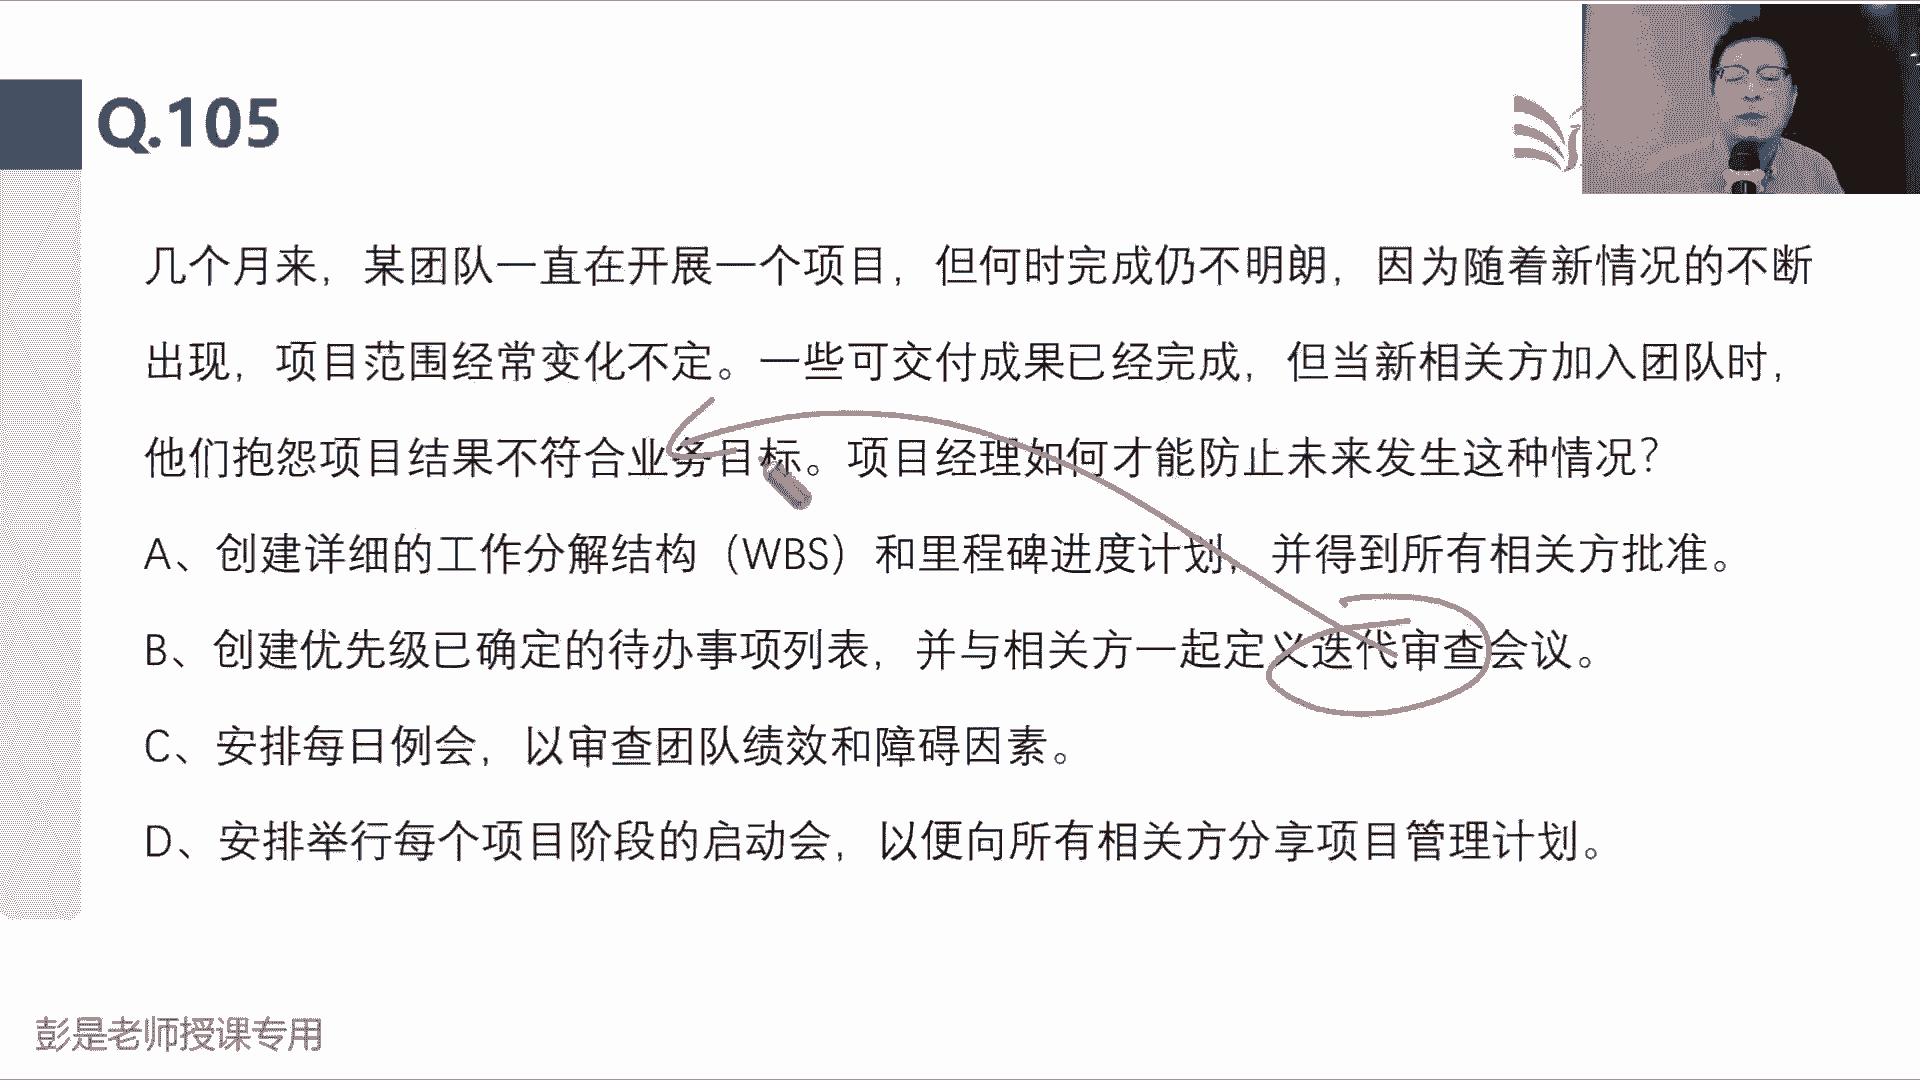 Q.105
几个月来，某团队一直在开展一个项目，但何时完成仍不明朗，因为随着新情况的不断
出现，项目范围经常变化不定。一些可交付成果已经完成，但当新相关方加入团队时，
他们抱怨项目结果不符合业务目标。项目经理如何才能防止未来发生这种情况？
A、创建详细的工作分解结构（WBS）和里程碑进度计划，并得到所有相关方批准。
B、创建优先级已确定的待办事项列表，并与相关方一起定义迭代审查会议。
C、安排每日例会，以审查团队绩效和障碍因素。
D、安排举行每个项目阶段的启动会，以便向所有相关方分享项目管理计划。
彭是老师授课专用